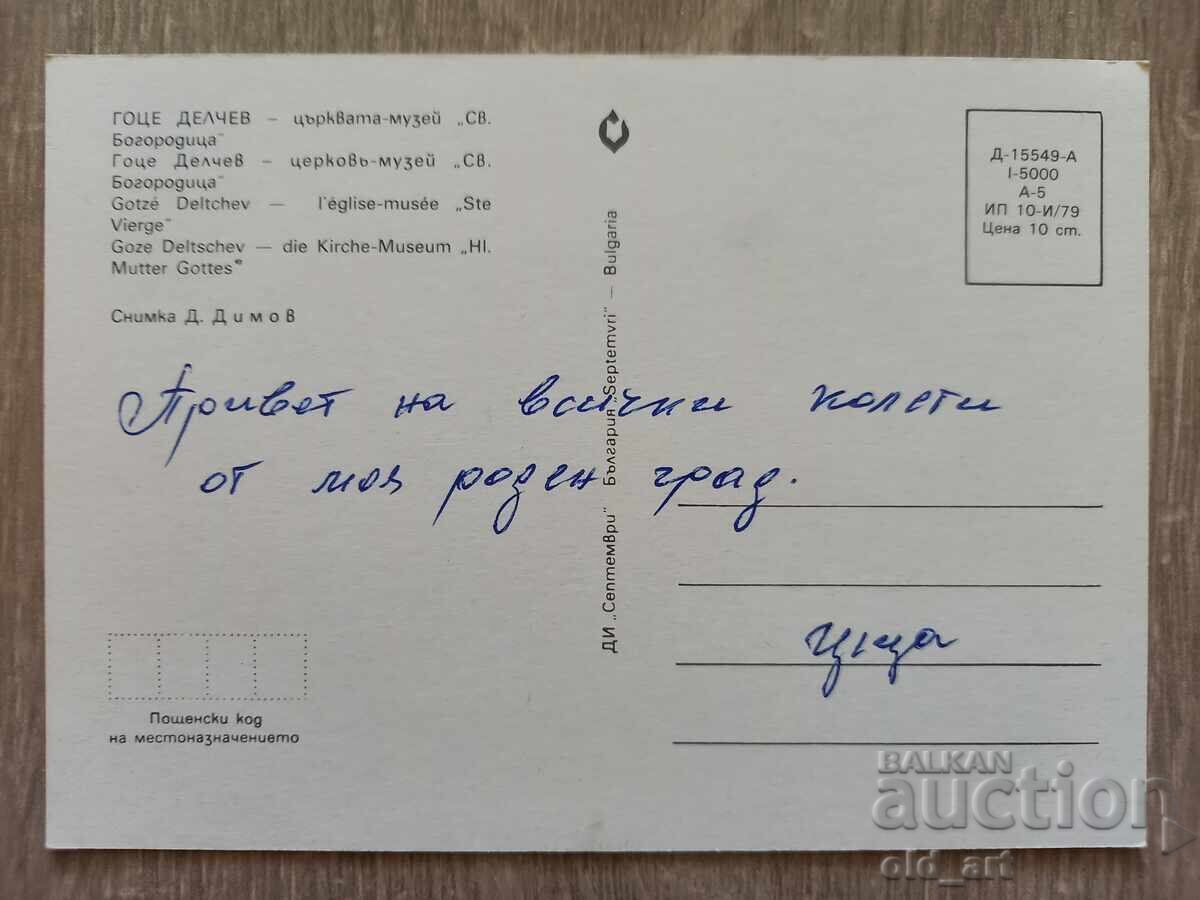 ГОЦЕ ДЕЛЧЕВ — църквата-музей „Св.
Богородица"
Гоце Делчев — церковь-музей „Св.
Богородица"
Gotzé Deltchev — l'église-musée „Ste
Vierge"
Goze Deltschev — die Kirche-Museum „Hl.
Mutter Gottes"
Снимка Д. Димов
Д-15549-А
I-5000
А-5
ИП 10-И/79
Цена 10 ст.
ДИ „Септември" България „Septemvri" — Bulgaria
Привет на всички колеги
от моя роден град.
Пощенски код
на местоназначението
BALKAN
auction
old_art